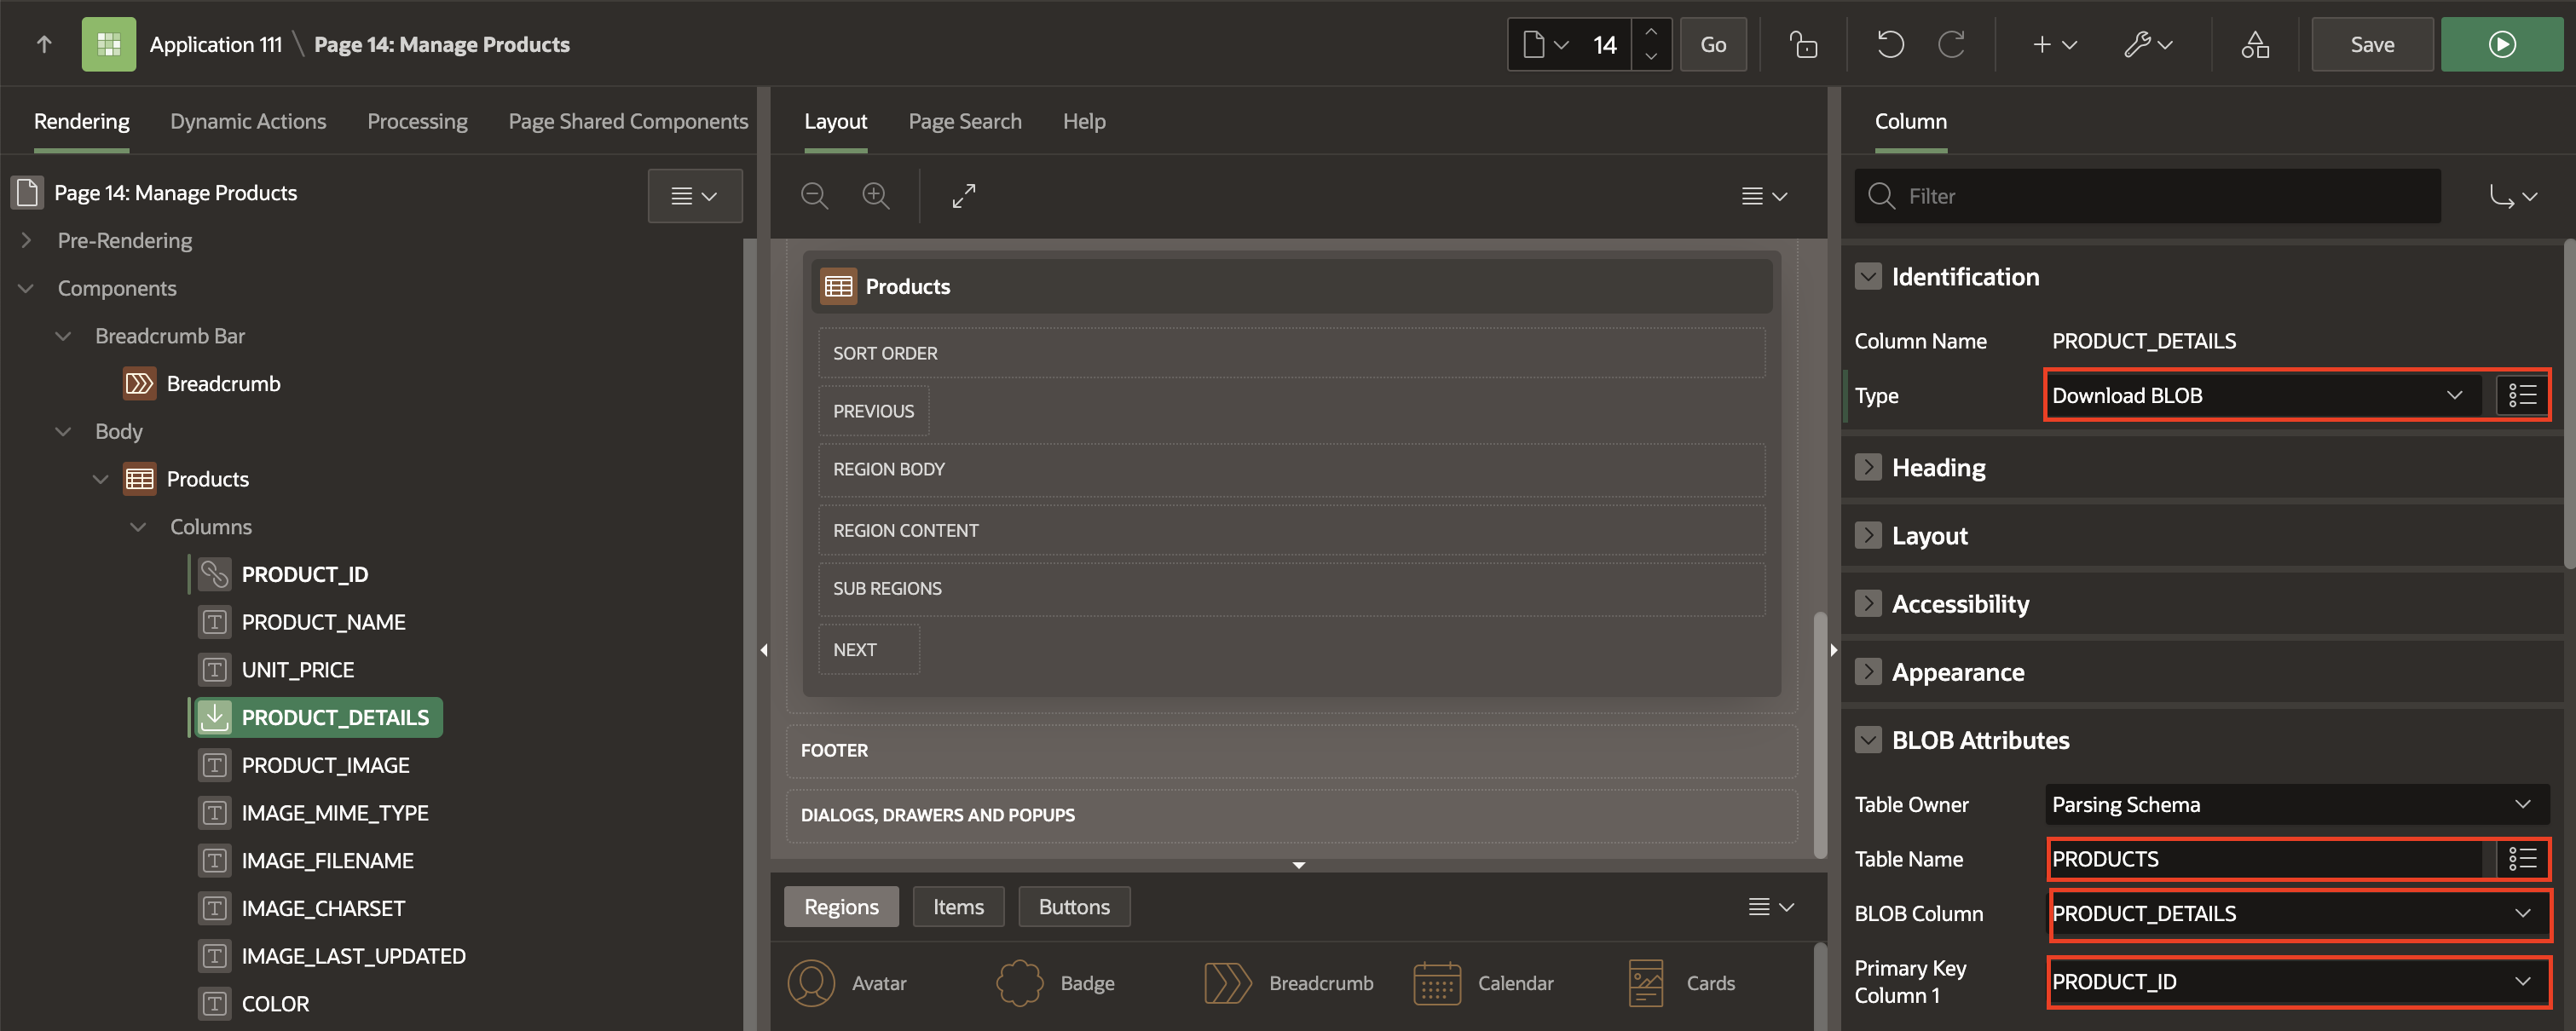 Application 111 \ Page 14: Manage Products
14
Go
Save
Rendering
Dynamic Actions
Processing
Page Shared Components
Page 14: Manage Products
Pre-Rendering
Components
Breadcrumb Bar
Breadcrumb
Body
Products
Columns
PRODUCT_ID
PRODUCT_NAME
UNIT_PRICE
PRODUCT_DETAILS
PRODUCT_IMAGE
IMAGE_MIME_TYPE
IMAGE_FILENAME
IMAGE_CHARSET
IMAGE_LAST_UPDATED
COLOR
Layout
Page Search
Help
Products
SORT ORDER
PREVIOUS
REGION BODY
REGION CONTENT
SUB REGIONS
NEXT
FOOTER
DIALOGS, DRAWERS AND POPUPS
Regions
Items
Buttons
Avatar
Badge
Breadcrumb
Calendar
Cards
Column
Filter
Identification
Column Name PRODUCT_DETAILS
Type Download BLOB
Heading
Layout
Accessibility
Appearance
BLOB Attributes
Table Owner Parsing Schema
Table Name PRODUCTS
BLOB Column PRODUCT_DETAILS
Primary Key
Column 1 PRODUCT_ID